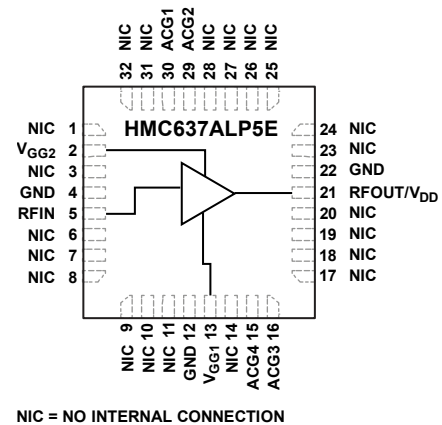 32 NIC
31 NIC
30 ACG1
29 ACG2
28 NIC
27 NIC
26 NIC
25 NIC
HMC637ALP5E
NIC 1
VGG2 2
NIC 3
GND 4
RFIN 5
NIC 6
NIC 7
NIC 8
24 NIC
23 NIC
22 GND
21 RFOUT/VDD
20 NIC
19 NIC
18 NIC
17 NIC
NIC 9
NIC 10
NIC 11
GND 12
VGG1 13
NIC 14
ACG4 15
ACG3 16
NIC = NO INTERNAL CONNECTION